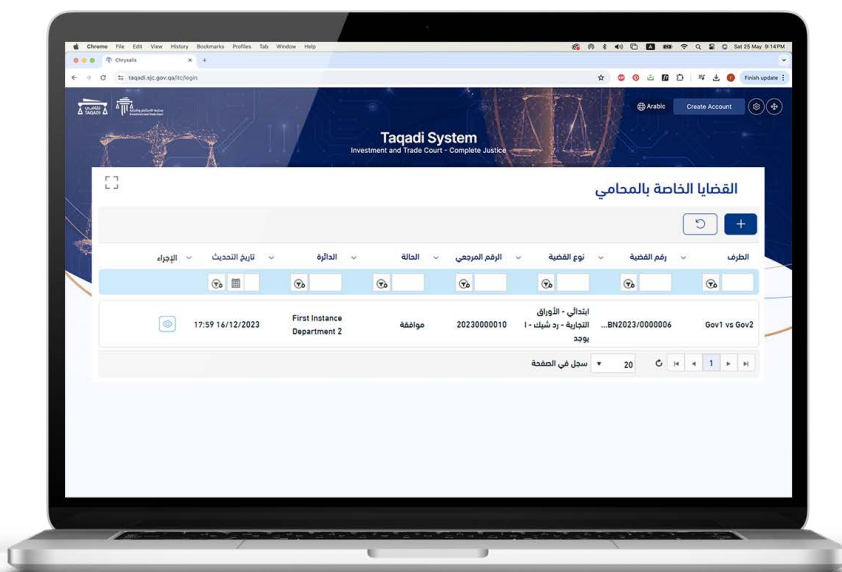 Chrome File Edit View History Bookmarks Profiles Tab Window Help
Sat 25 May 9:14 PM
Chrysalis
taqadi.sjc.gov.qa/itc/login
Finish update
TAQADI
Arabic
Create Account
Taqadi System
Investment and Trade Court - Complete Justice
القضايا الخاصة بالمحامي
الطرف رقم القضية نوع القضية الرقم المرجعي الحالة الدائرة تاريخ التحديث الإجراء
Gov1 vs Gov2
BN2023/0000006...
ابتدائي - الأوراق
التجارية - رد شيك - ا
يوجد
20230000010
موافقة
First Instance
Department 2
17:59 16/12/2023
1
20 سجل في الصفحة